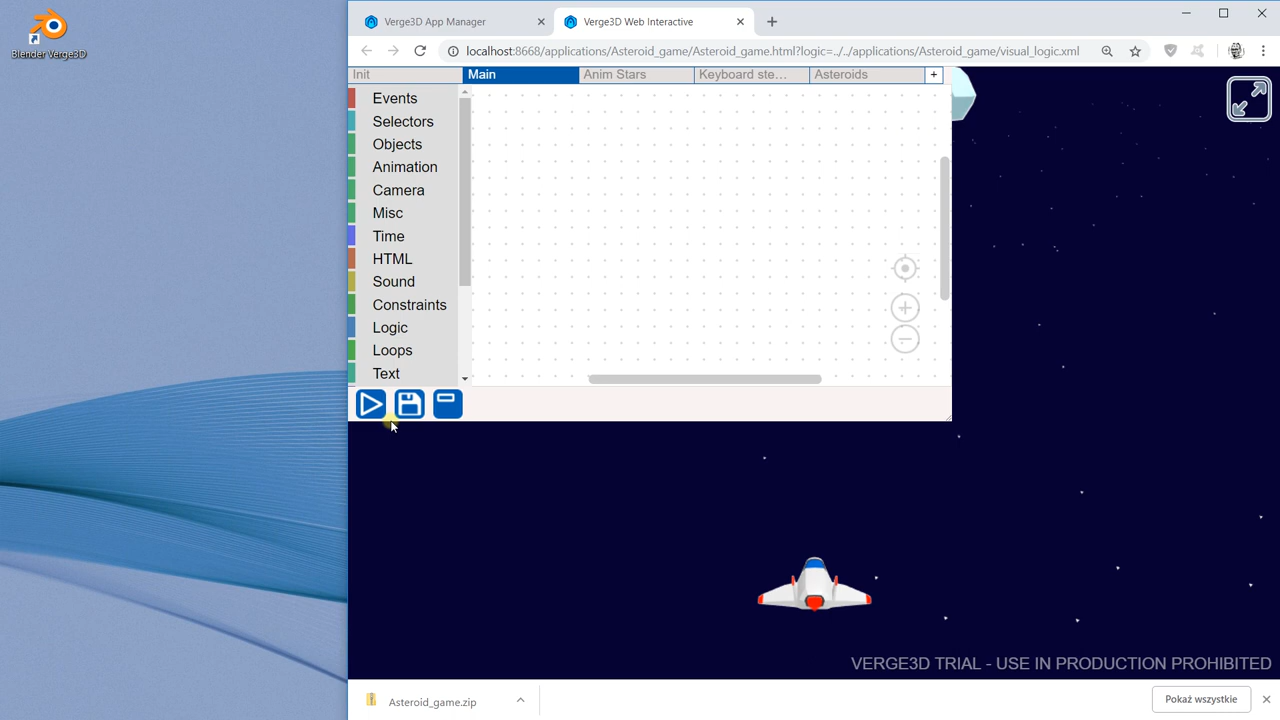 Blender Verge3D
Verge3D App Manager
Verge3D Web Interactive
localhost:8668/applications/Asteroid_game/Asteroid_game.html?logic=../../applications/Asteroid_game/visual_logic.xml
Init
Main
Anim Stars
Keyboard ste...
Asteroids
+
Events
Selectors
Objects
Animation
Camera
Misc
Time
HTML
Sound
Constraints
Logic
Loops
Text
VERGE3D TRIAL - USE IN PRODUCTION PROHIBITED
Asteroid_game.zip
Pokaż wszystkie